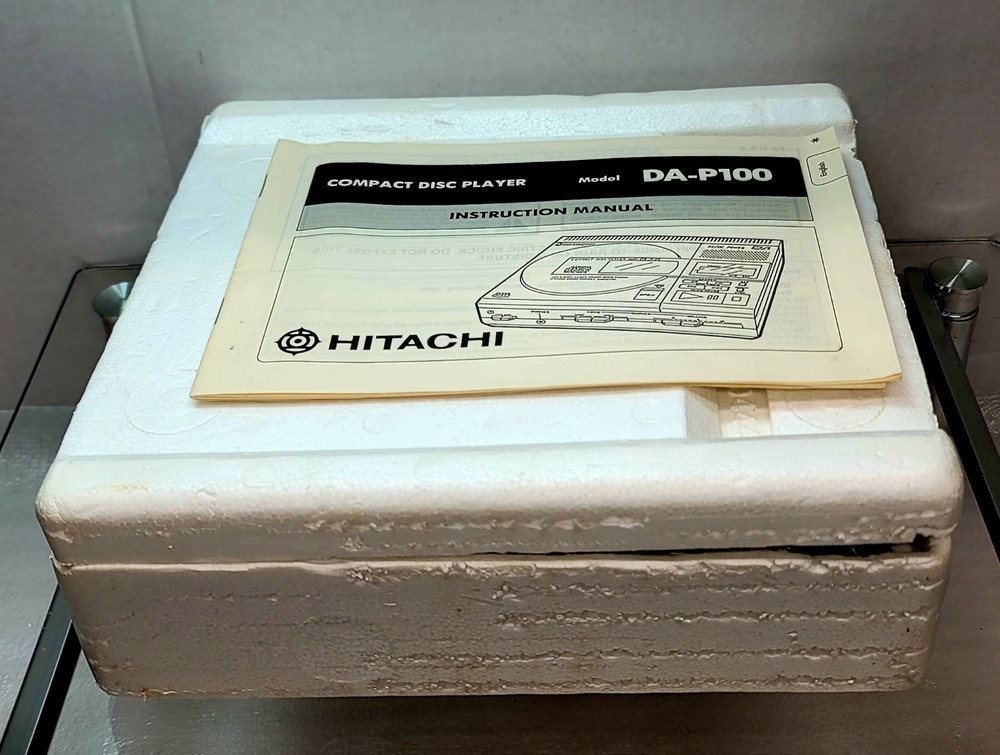 COMPACT DISC PLAYER Model DA-P100
English
INSTRUCTION MANUAL
HITACHI